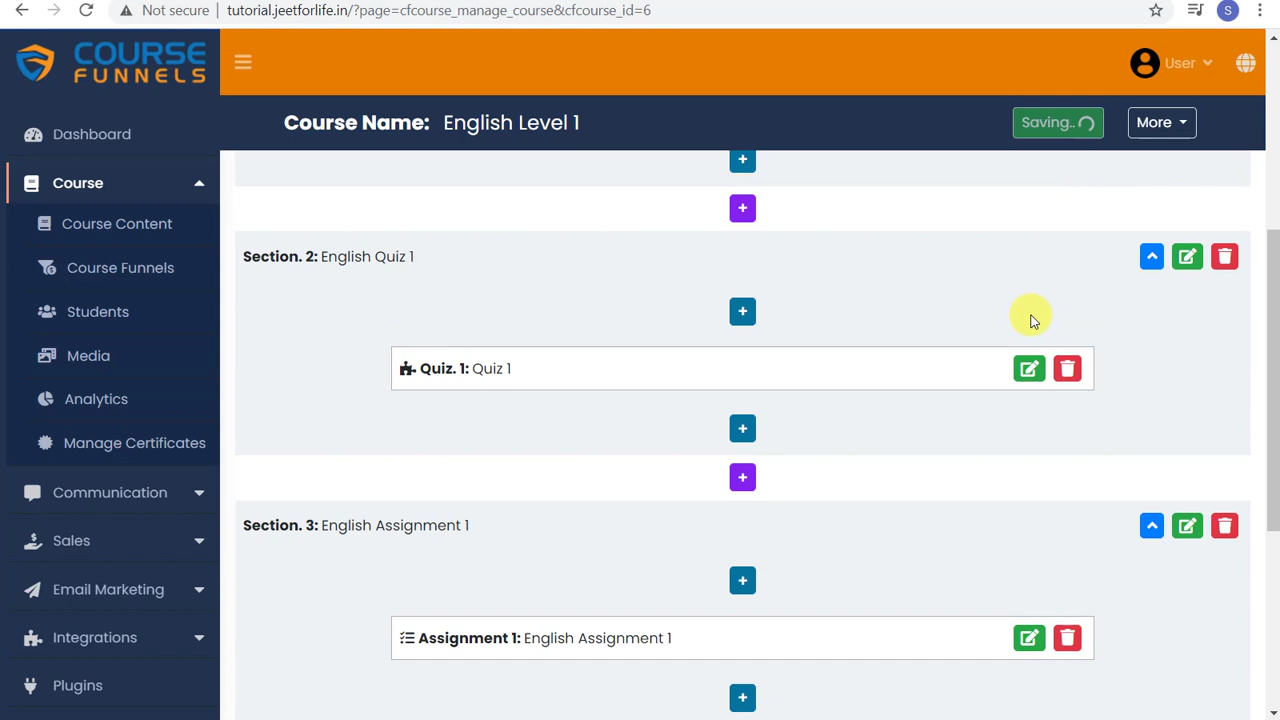 Not secure
tutorial.jeetforlife.in/?page=cfcourse_manage_course&cfcourse_id=6
S
COURSE
FUNNELS
User
Course Name: English Level 1
Saving..
More
Dashboard
Course
Course Content
Course Funnels
Students
Media
Analytics
Manage Certificates
Communication
Sales
Email Marketing
Integrations
Plugins
Section. 2: English Quiz 1
Quiz. 1: Quiz 1
Section. 3: English Assignment 1
Assignment 1: English Assignment 1